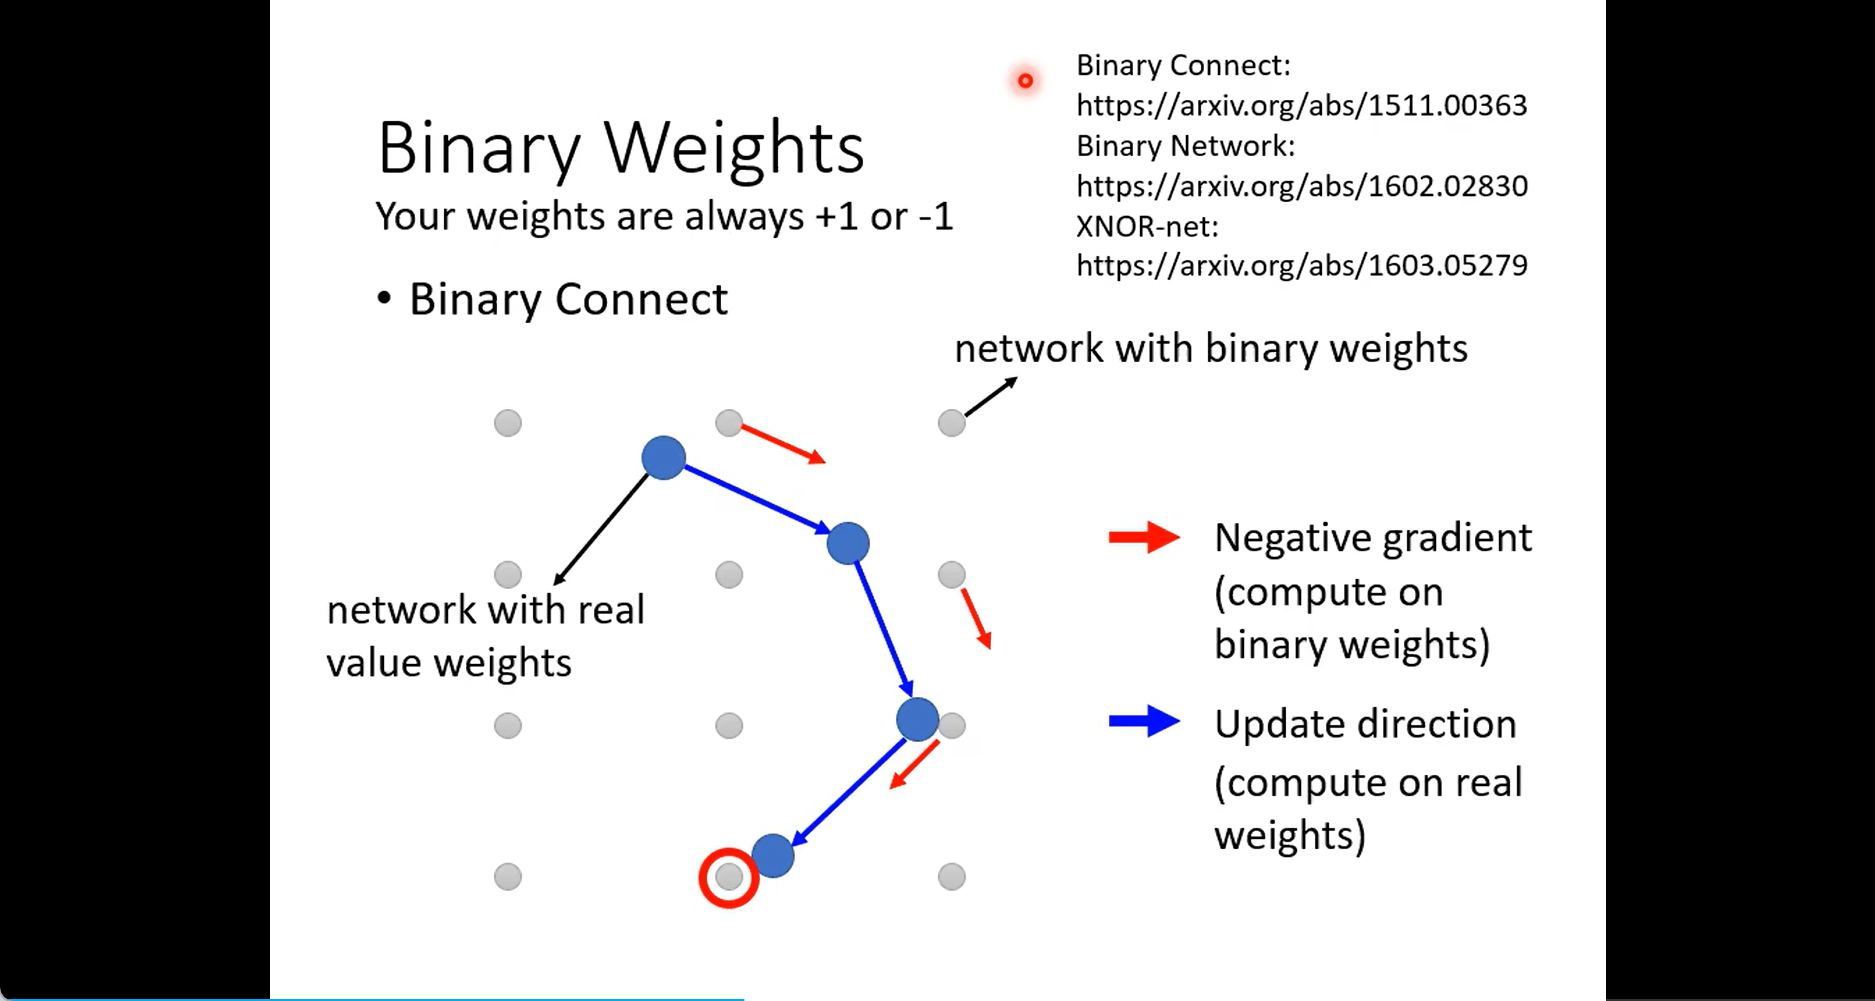 Binary Weights
Your weights are always +1 or -1
• Binary Connect
Binary Connect:
https://arxiv.org/abs/1511.00363
Binary Network:
https://arxiv.org/abs/1602.02830
XNOR-net:
https://arxiv.org/abs/1603.05279
network with binary weights
network with real
value weights
Negative gradient
(compute on
binary weights)
Update direction
(compute on real
weights)